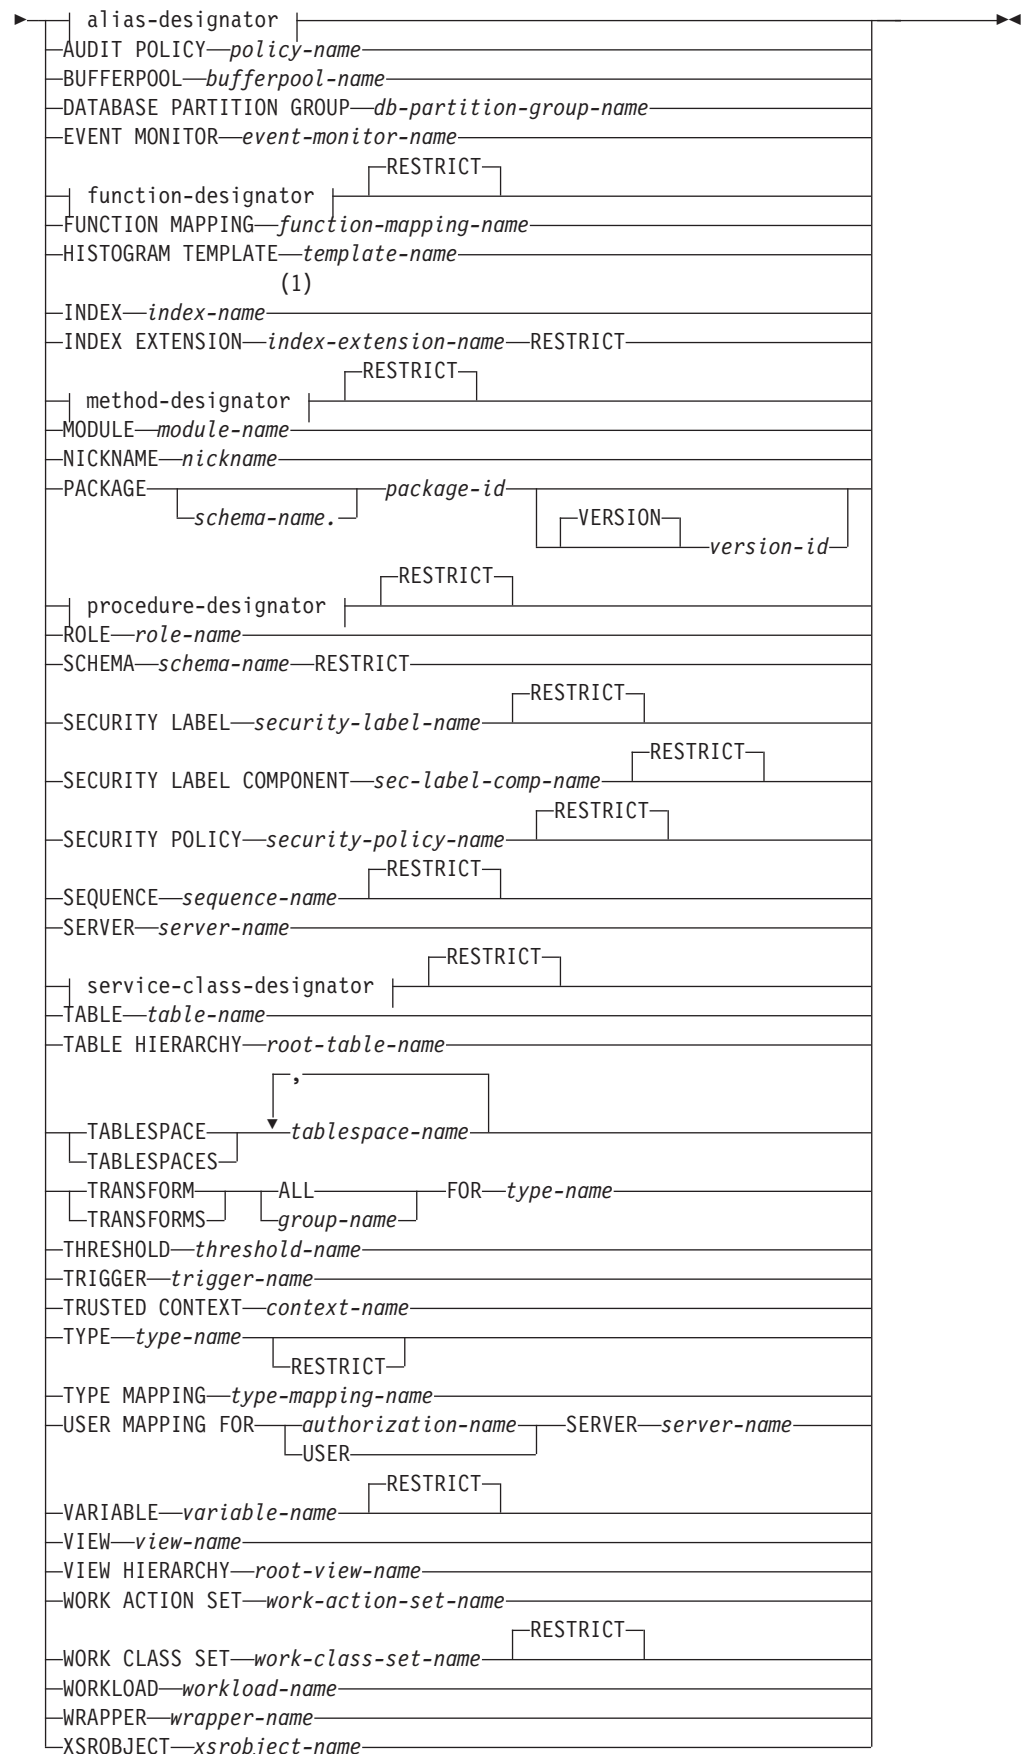 alias-designator
AUDIT POLICY policy-name
BUFFERPOOL bufferpool-name
DATABASE PARTITION GROUP db-partition-group-name
EVENT MONITOR event-monitor-name
RESTRICT
function-designator
FUNCTION MAPPING function-mapping-name
HISTOGRAM TEMPLATE template-name
(1)
INDEX index-name
INDEX EXTENSION index-extension-name RESTRICT
RESTRICT
method-designator
MODULE module-name
NICKNAME nickname
PACKAGE package-id
schema-name. VERSION
version-id
RESTRICT
procedure-designator
ROLE role-name
SCHEMA schema-name RESTRICT
RESTRICT
SECURITY LABEL security-label-name
RESTRICT
SECURITY LABEL COMPONENT sec-label-comp-name
RESTRICT
SECURITY POLICY security-policy-name
RESTRICT
SEQUENCE sequence-name
SERVER server-name
RESTRICT
service-class-designator
TABLE table-name
TABLE HIERARCHY root-table-name
,
TABLESPACE tablespace-name
TABLESPACES
TRANSFORM ALL FOR type-name
TRANSFORMS group-name
THRESHOLD threshold-name
TRIGGER trigger-name
TRUSTED CONTEXT context-name
TYPE type-name
RESTRICT
TYPE MAPPING type-mapping-name
USER MAPPING FOR authorization-name SERVER server-name
USER
RESTRICT
VARIABLE variable-name
VIEW view-name
VIEW HIERARCHY root-view-name
WORK ACTION SET work-action-set-name
RESTRICT
WORK CLASS SET work-class-set-name
WORKLOAD workload-name
WRAPPER wrapper-name
XSROBJECT xsrobject-name